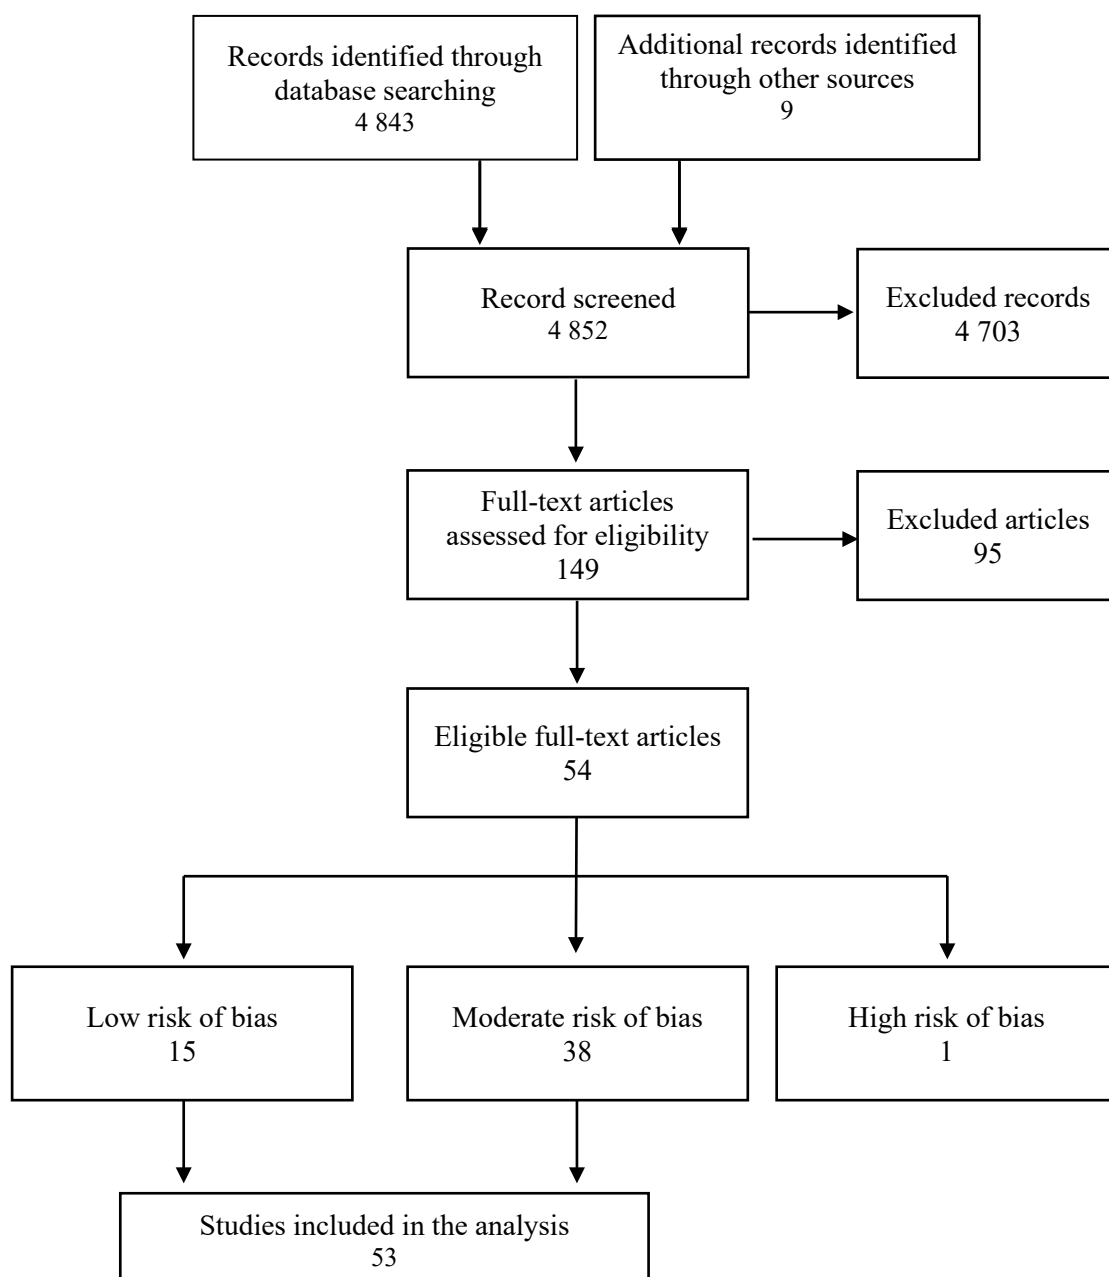 Records identified through
database searching
4 843
Additional records identified
through other sources
9
Record screened
4 852
Excluded records
4 703
Full-text articles
assessed for eligibility
149
Excluded articles
95
Eligible full-text articles
54
Low risk of bias
15
Moderate risk of bias
38
High risk of bias
1
Studies included in the analysis
53